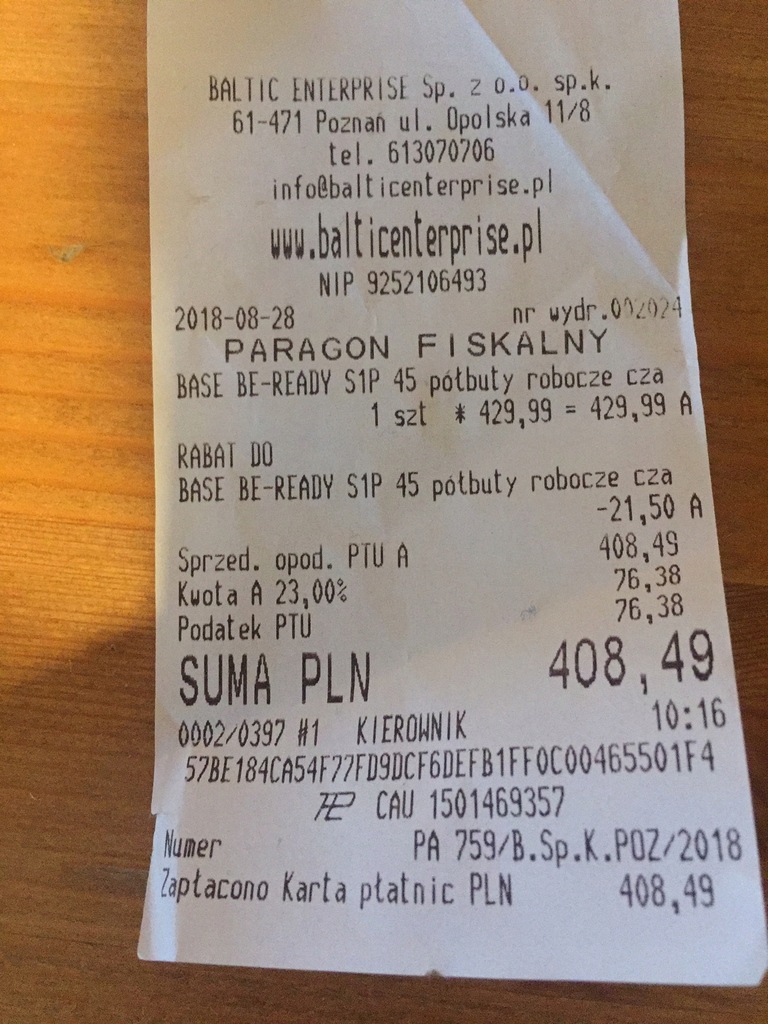 BALTIC ENTERPRISE Sp. z o.o. sp.k.
61-471 Poznań ul. Opolska 11/8
tel. 613070706
info@balticenterprise.pl
www.balticenterprise.pl
NIP 9252106493
2018-08-28 nr wydr.002024
PARAGON FISKALNY
BASE BE-READY S1P 45 półbuty robocze cza
1 szt * 429,99 = 429,99 A
RABAT DO
BASE BE-READY S1P 45 półbuty robocze cza
-21,50 A
Sprzed. opod. PTU A 408,49
Kwota A 23,00% 76,38
Podatek PTU 76,38
SUMA PLN 408,49
0002/0397 #1 KIEROWNIK 10:16
57BE184CA54F77FD9DCF6DEFB1FF0C00465501F4
CAU 1501469357
Numer PA 759/B.Sp.K.POZ/2018
Zapłacono Karta płatnic PLN 408,49